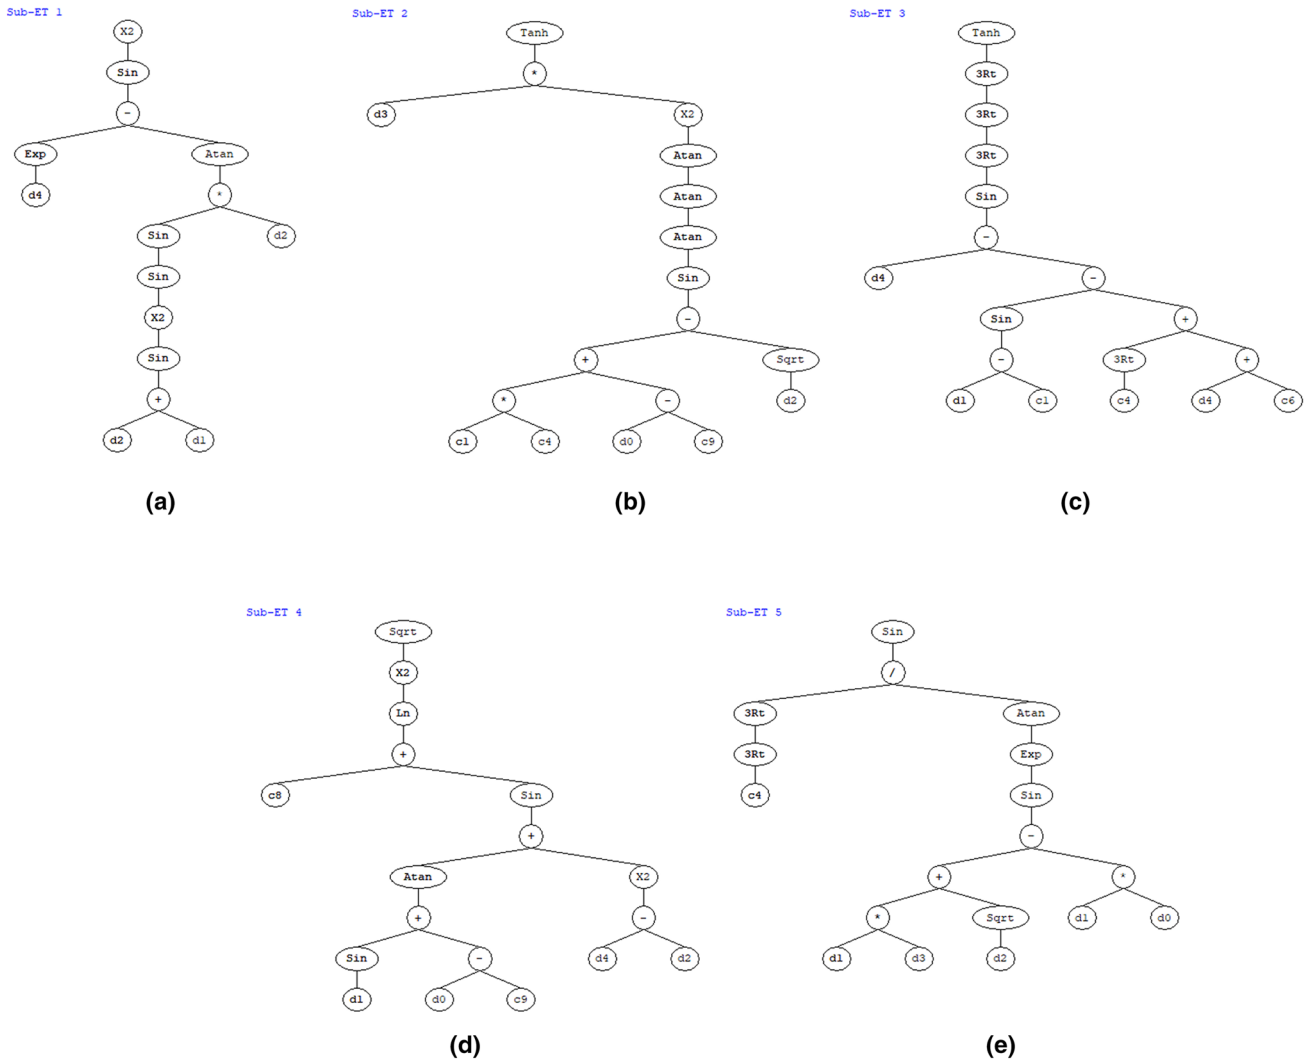 Sub-ET 1 Sub-ET 2 Sub-ET 3
X2 Tanh Tanh
Sin * 3Rt
- d3 X2 3Rt
Exp Atan Atan 3Rt
d4 * Atan Sin
Sin d2 Atan -
Sin Sin d4 -
X2 - Sin +
Sin + Sqrt - 3Rt +
+ * - d2 d1 c1 c4 d4 c6
d2 d1 c1 c4 d0 c9
(a) (b) (c)
Sub-ET 4 Sub-ET 5
Sqrt Sin
X2 /
Ln 3Rt Atan
+ 3Rt Exp
c8 Sin c4 Sin
+ -
Atan X2 + *
+ - * Sqrt d1 d0
Sin - d4 d2 d1 d3 d2
d1 d0 c9
(d) (e)